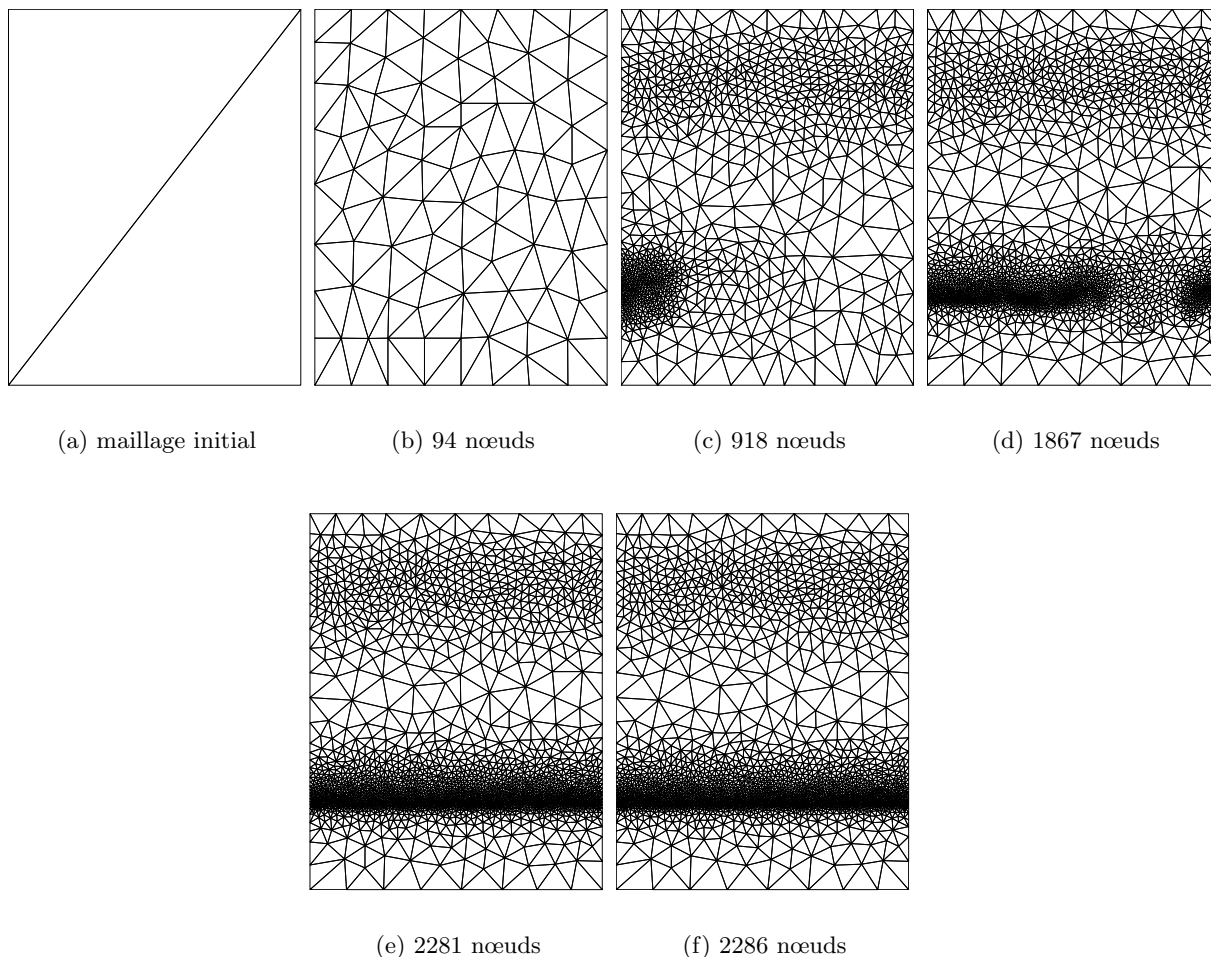 (a) maillage initial
(b) 94 nœuds
(c) 918 nœuds
(d) 1867 nœuds
(e) 2281 nœuds
(f) 2286 nœuds